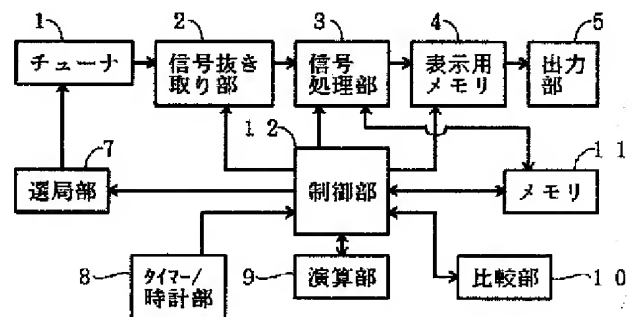 1
2
3
4
5
チューナ
信号抜き
取り部
信号
処理部
表示用
メモリ
出力
部
1 2
7
1 1
選局部
制御部
メモリ
8
タイマー/
時計部
9
演算部
比較部
1 0